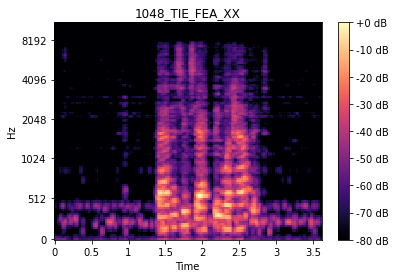 1048_TIE_FEA_XX
+0 dB
8192
-10 dB
4096
-20 dB
-30 dB
2048
Hz
-40 dB
1024
-50 dB
512
-60 dB
-70 dB
0
-80 dB
0 0.5 1 1.5 2 2.5 3 3.5
Time